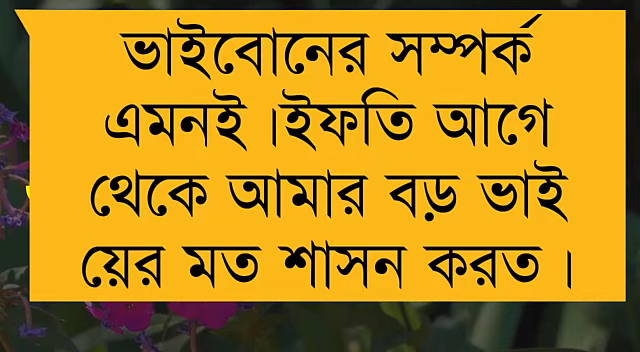 ভাইবোনের সম্পর্ক
এমনই ।ইফতি আগে
থেকে আমার বড় ভাই
য়ের মত শাসন করত ।